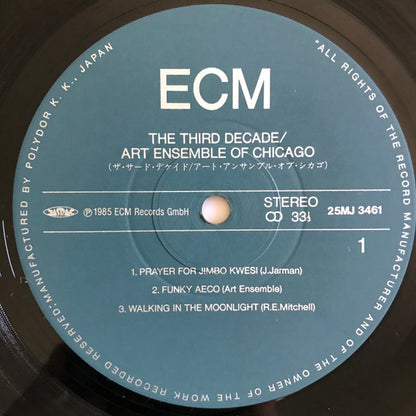 ECM
THE THIRD DECADE/
ART ENSEMBLE OF CHICAGO
(ザ・サード・デケイド/アート・アンサンブル・オブ・シカゴ)
JASRAC
℗1985 ECM Records GmbH
STEREO
33⅓
25MJ 3461
1
1. PRAYER FOR JIMBO KWESI (J.Jarman)
2. FUNKY AECO (Art Ensemble)
3. WALKING IN THE MOONLIGHT (R.E.Mitchell)
"ALL RIGHTS OF THE RECORD MANUFACTURER AND OF THE OWNER OF THE WORK RECORDED RESERVED:MANUFACTURED BY POLYDOR K. K., JAPAN